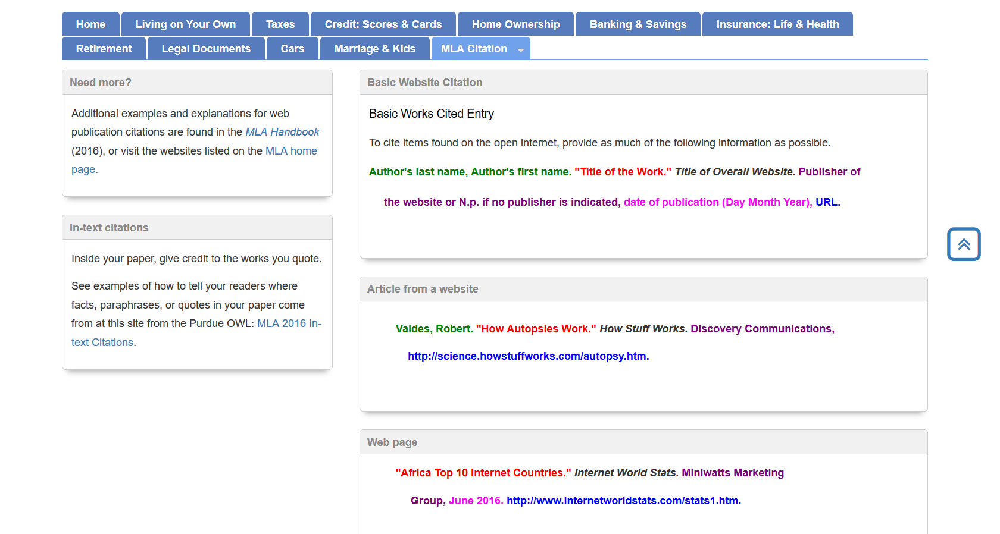 Home Living on Your Own Taxes Credit: Scores & Cards Home Ownership Banking & Savings Insurance: Life & Health
Retirement Legal Documents Cars Marriage & Kids MLA Citation
Need more?
Additional examples and explanations for web
publication citations are found in the MLA Handbook
(2016), or visit the websites listed on the MLA home
page.
In-text citations
Inside your paper, give credit to the works you quote.
See examples of how to tell your readers where
facts, paraphrases, or quotes in your paper come
from at this site from the Purdue OWL: MLA 2016 In-
text Citations.
Basic Website Citation
Basic Works Cited Entry
To cite items found on the open internet, provide as much of the following information as possible.
Author's last name, Author's first name. "Title of the Work." Title of Overall Website. Publisher of
the website or N.p. if no publisher is indicated, date of publication (Day Month Year), URL.
Article from a website
Valdes, Robert. "How Autopsies Work." How Stuff Works. Discovery Communications,
http://science.howstuffworks.com/autopsy.htm.
Web page
"Africa Top 10 Internet Countries." Internet World Stats. Miniwatts Marketing
Group, June 2016. http://www.internetworldstats.com/stats1.htm.